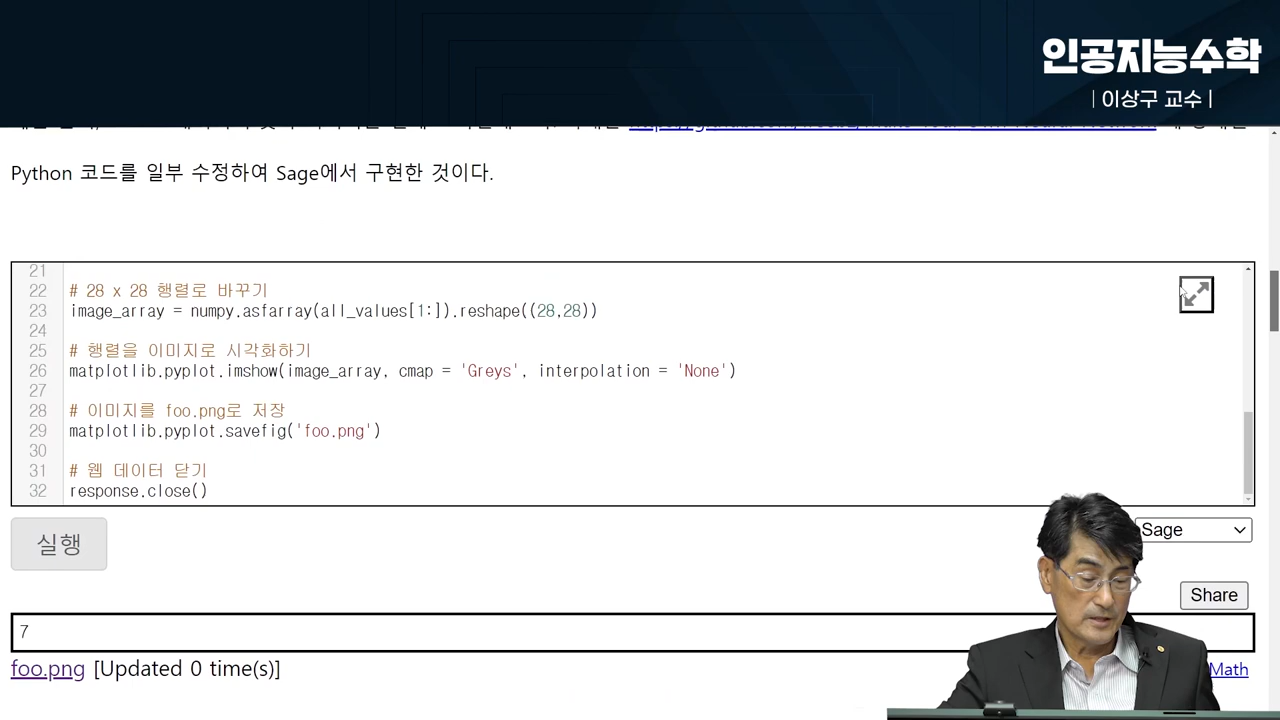 인공지능수학
| 이상구 교수 |
Python 코드를 일부 수정하여 Sage에서 구현한 것이다.
21
22 # 28 x 28 행렬로 바꾸기
23 image_array = numpy.asfarray(all_values[1:]).reshape((28,28))
24
25 # 행렬을 이미지로 시각화하기
26 matplotlib.pyplot.imshow(image_array, cmap = 'Greys', interpolation = 'None')
27
28 # 이미지를 foo.png로 저장
29 matplotlib.pyplot.savefig('foo.png')
30
31 # 웹 데이터 닫기
32 response.close()
실행
Sage
Share
7
foo.png [Updated 0 time(s)]
Math